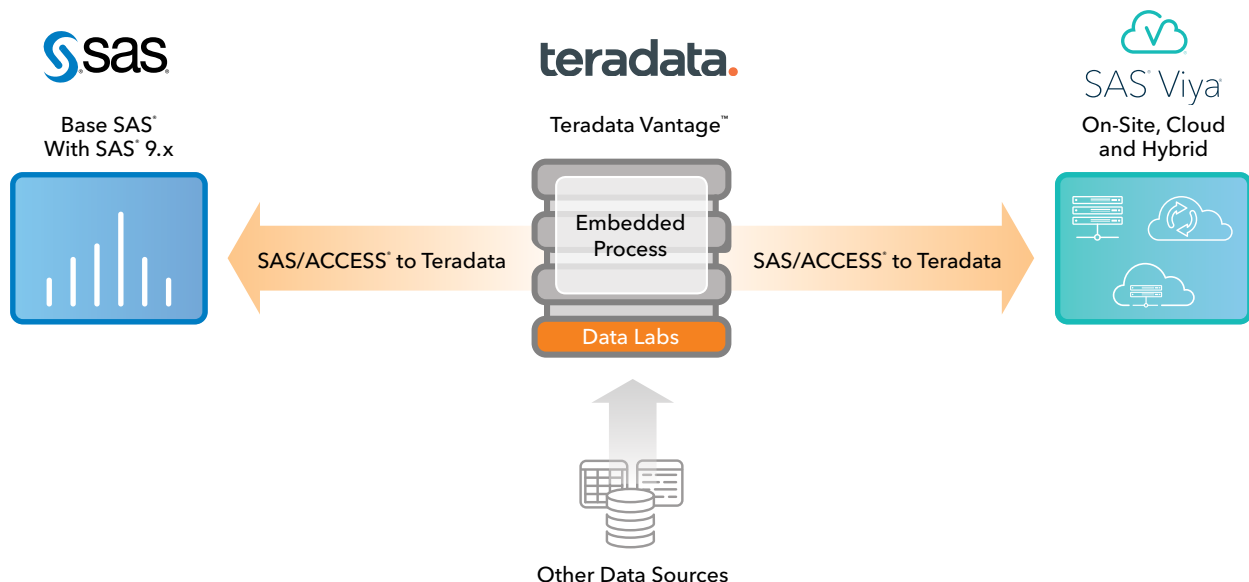 sas
Base SAS®
With SAS® 9.x
teradata.
Teradata Vantage™
SAS® Viya®
On-Site, Cloud
and Hybrid
SAS/ACCESS® to Teradata
Embedded
Process
SAS/ACCESS® to Teradata
Data Labs
Other Data Sources